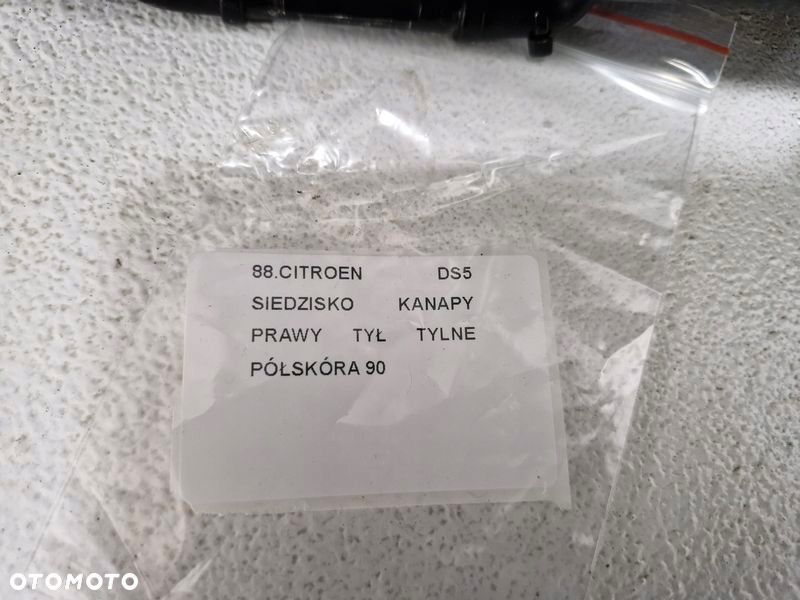 88.CITROEN DS5
SIEDZISKO KANAPY
PRAWY TYŁ TYLNE
PÓŁSKÓRA 90
OTOMOTO